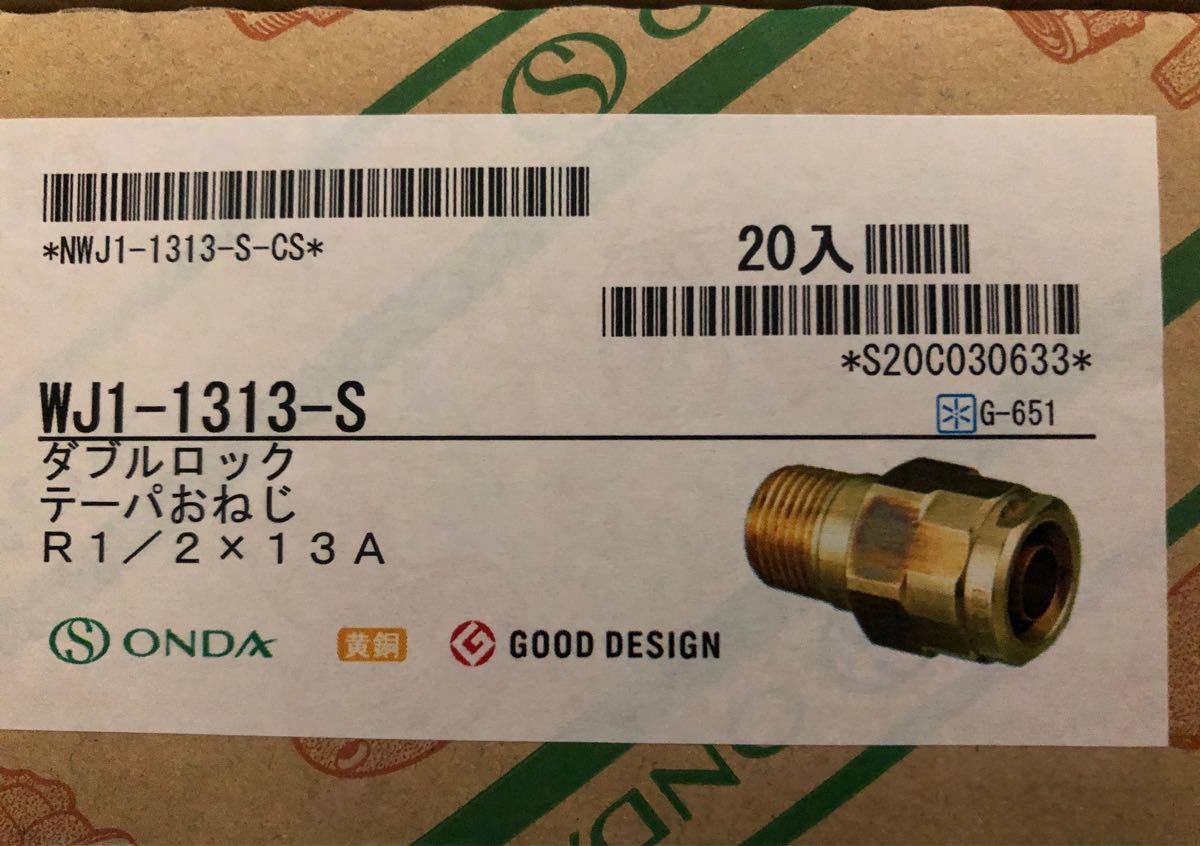 *NWJ1-1313-S-CS*
20入
*S20C030633*
WJ1-1313-S
G-651
ダブルロック
テーパおねじ
R1/2×13A
ONDA
黄銅
GOOD DESIGN
OND